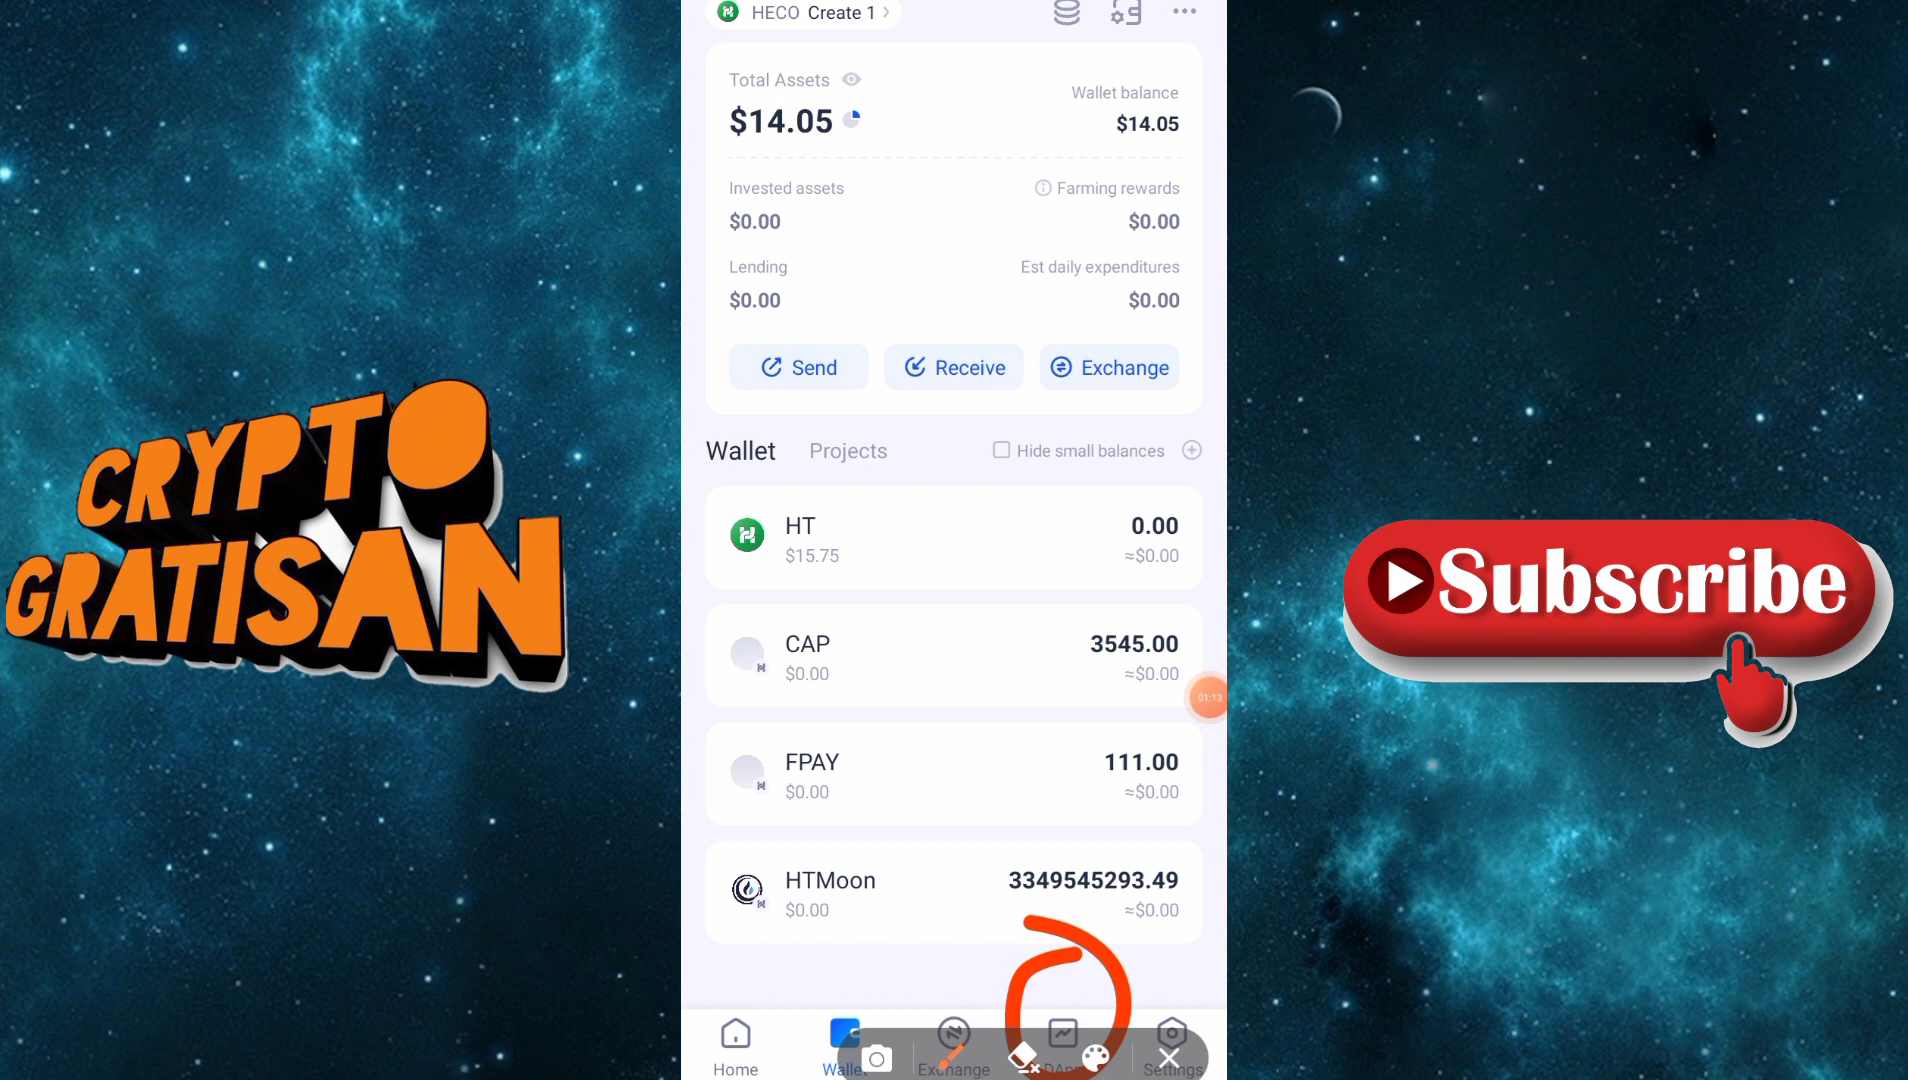 CRYPTO
GRATISAN
HECO Create 1
Total Assets
$14.05
Wallet balance
$14.05
Invested assets
$0.00
Farming rewards
$0.00
Lending
$0.00
Est daily expenditures
$0.00
Send
Receive
Exchange
Wallet
Projects
Hide small balances
HT
$15.75
0.00
≈$0.00
CAP
$0.00
3545.00
≈$0.00
01:13
FPAY
$0.00
111.00
≈$0.00
HTMoon
$0.00
3349545293.49
≈$0.00
Home
Wallet
Exchange
Settings
Subscribe